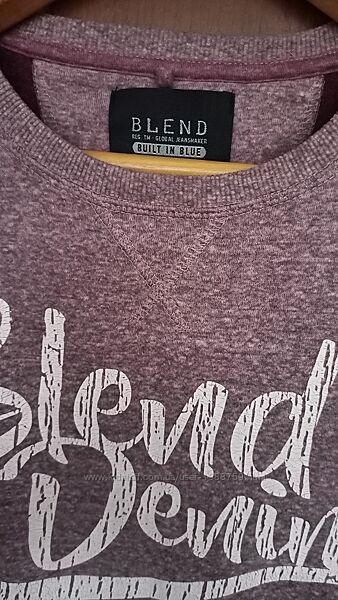 BLEND
REG. TM - GLOBAL JEANSMAKER
BUILT IN BLUE
Blend
Denim